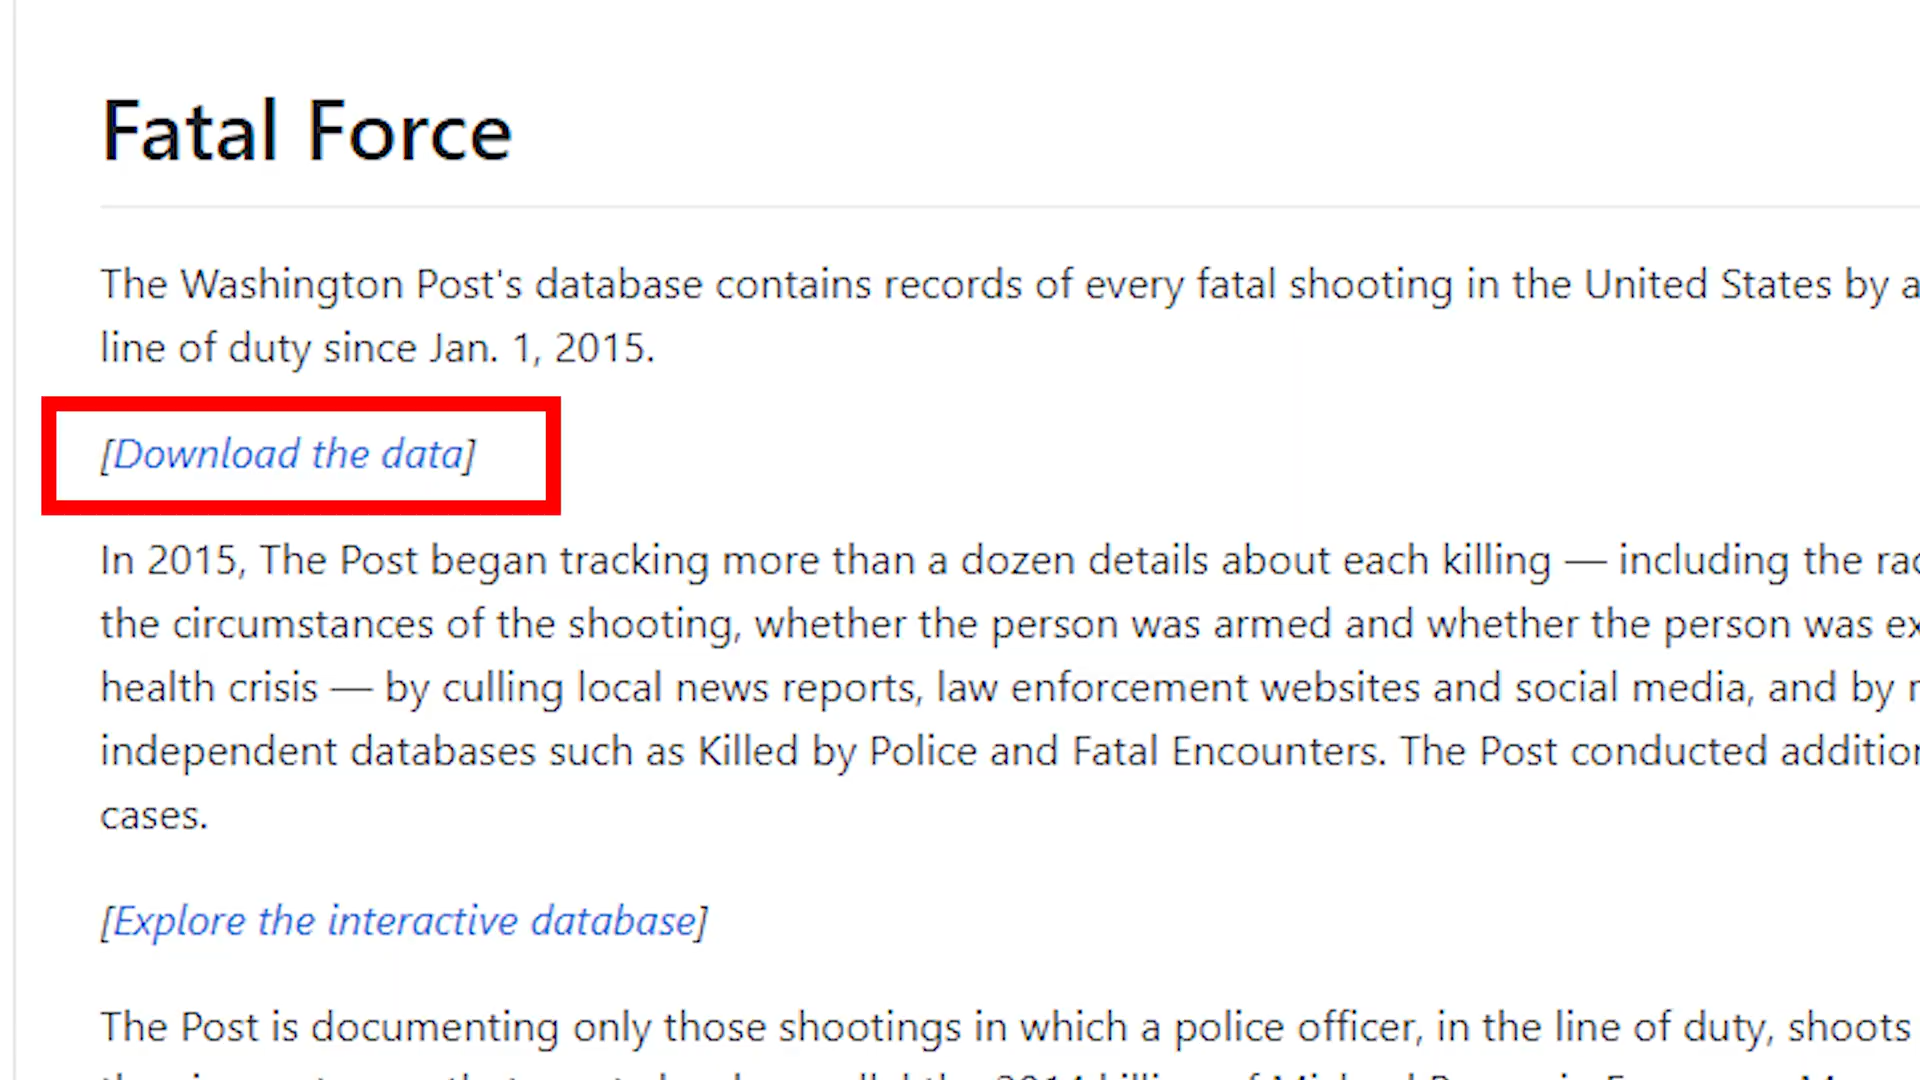 Fatal Force
The Washington Post's database contains records of every fatal shooting in the United States by a
line of duty since Jan. 1, 2015.
[Download the data]
In 2015, The Post began tracking more than a dozen details about each killing — including the
the circumstances of the shooting, whether the person was armed and whether the person was
health crisis — by culling local news reports, law enforcement websites and social media, and by
independent databases such as Killed by Police and Fatal Encounters. The Post conducted
cases.
[Explore the interactive database]
The Post is documenting only those shootings in which a police officer, in the line of duty, shoots